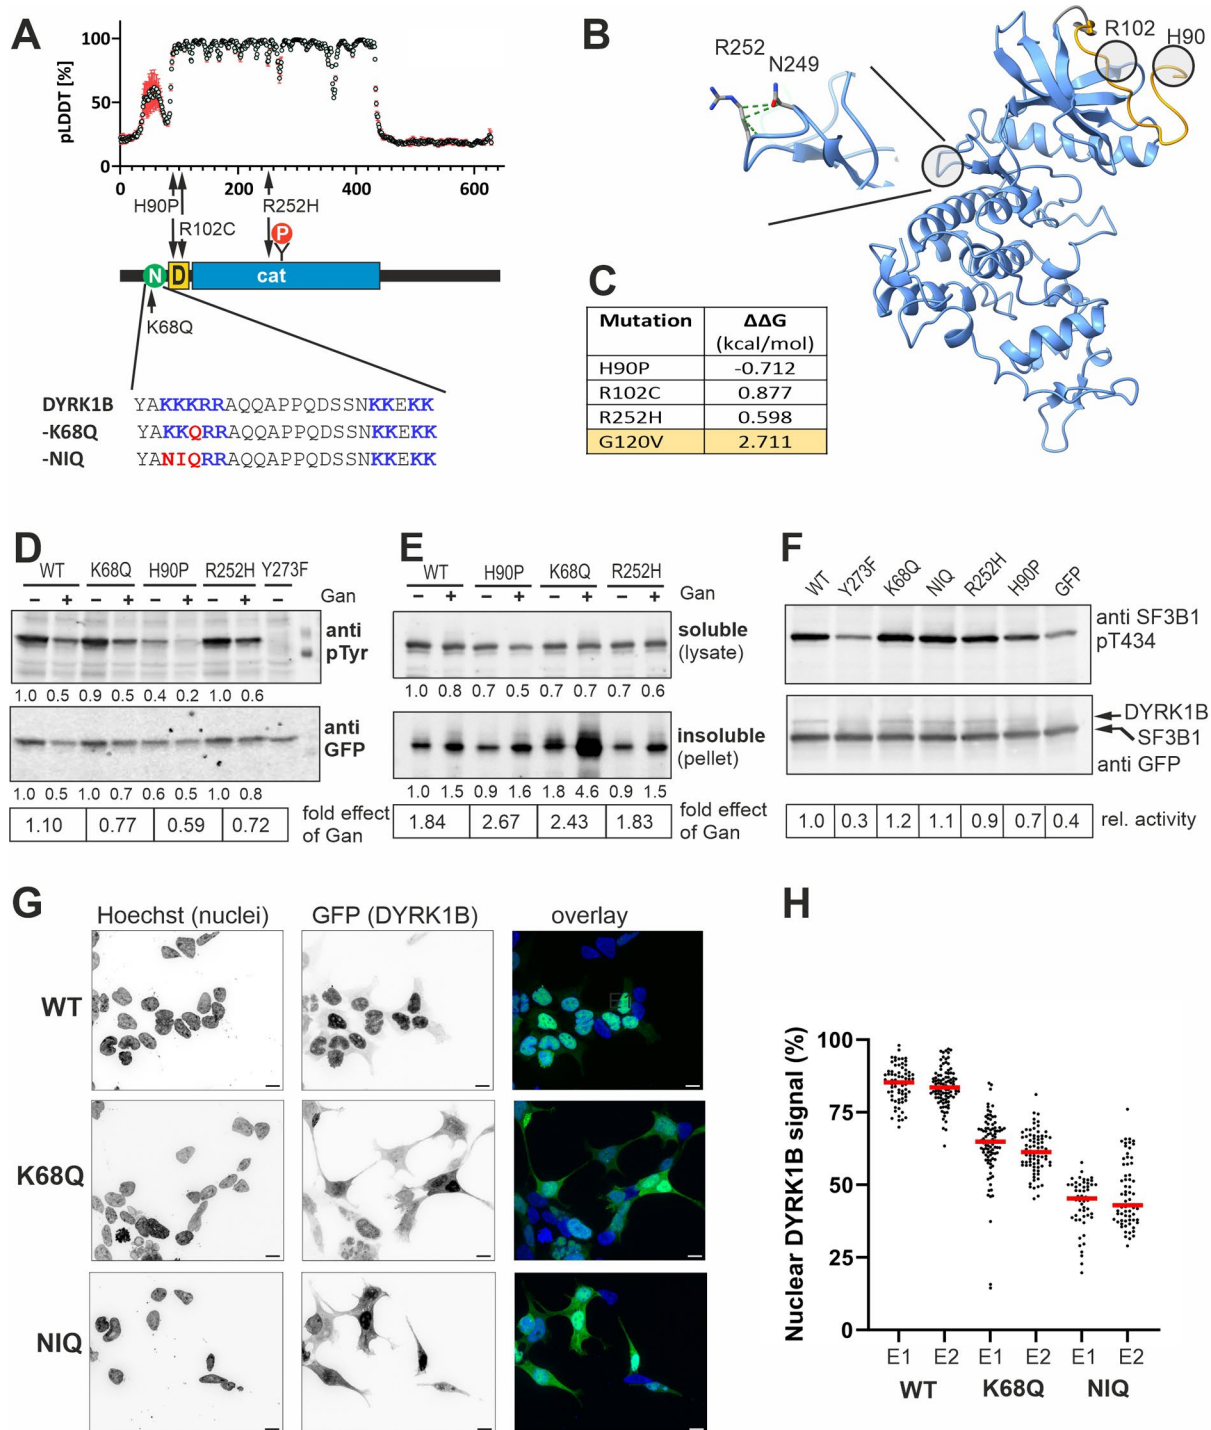 A
pLDDT [%]
100
50
0
0 200 400 600
H90P R252H
R102C
P
N D cat
K68Q
DYRK1B YAKKKRRAQQAPPQDSSNKKEKK
-K68Q YAKKQRRAQQAPPQDSSNKKEKK
-NIQ YANIQRRAQQAPPQDSSNKKEKK
B
R252
N249
R102
H90
C
Mutation ΔΔG
(kcal/mol)
H90P -0.712
R102C 0.877
R252H 0.598
G120V 2.711
D
WT K68Q H90P R252H Y273F
– + – + – + – + – Gan
anti
pTyr
1.0 0.5 0.9 0.5 0.4 0.2 1.0 0.6
anti
GFP
1.0 0.5 1.0 0.7 0.6 0.5 1.0 0.8
1.10 0.77 0.59 0.72
fold effect
of Gan
E
WT H90P K68Q R252H
– + – + – + – + Gan
soluble
(lysate)
1.0 0.8 0.7 0.5 0.7 0.7 0.7 0.6
insoluble
(pellet)
1.0 1.5 0.9 1.6 1.8 4.6 0.9 1.5
1.84 2.67 2.43 1.83
fold effect
of Gan
F
WT Y273F K68Q NIQ R252H H90P GFP
anti SF3B1
pT434
DYRK1B
SF3B1
anti GFP
1.0 0.3 1.2 1.1 0.9 0.7 0.4 rel. activity
G
Hoechst (nuclei) GFP (DYRK1B) overlay
WT
E1
K68Q
NIQ
H
Nuclear DYRK1B signal (%)
100
75
50
25
0
E1 E2 E1 E2 E1 E2
WT K68Q NIQ